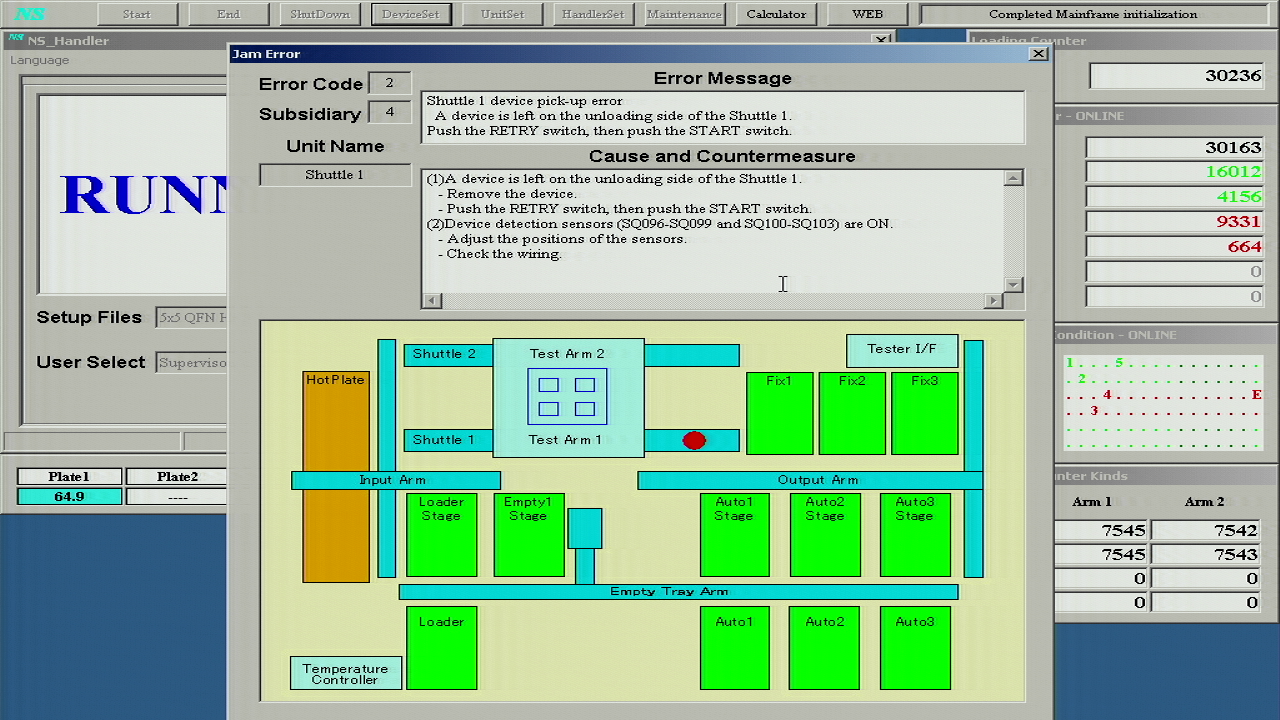 NS Start End ShutDown DeviceSet UnitSet HandlerSet Maintenance Calculator WEB Completed Mainframe initialization
NS NS_Handler
Language
Setup Files 5x5 QFN
User Select Superviso
Plate1 Plate2
64.9 ----
Jam Error
Error Code 2
Subsidiary 4
Unit Name
Shuttle 1
Error Message
Shuttle 1 device pick-up error
A device is left on the unloading side of the Shuttle 1.
Push the RETRY switch, then push the START switch.
Cause and Countermeasure
(1)A device is left on the unloading side of the Shuttle 1.
- Remove the device.
- Push the RETRY switch, then push the START switch.
(2)Device detection sensors (SQ096-SQ099 and SQ100-SQ103) are ON.
- Adjust the positions of the sensors.
- Check the wiring.
HotPlate
Shuttle 2
Test Arm 2
Tester I/F
Fix1 Fix2 Fix3
Shuttle 1
Test Arm 1
Input Arm
Output Arm
Loader Stage
Empty1 Stage
Auto1 Stage
Auto2 Stage
Auto3 Stage
Empty Tray Arm
Loader
Auto1 Auto2 Auto3
Temperature
Controller
Loading Counter
30236
- ONLINE
30163
16012
4156
9331
664
0
0
ondition - ONLINE
1 . . . 5 . . . . . . . . . . .
. 2 . . . . . . . . . . . . . .
. . . 4 . . . . . . . . . . . E
. . 3 . . . . . . . . . . . . .
unter Kinds
Arm 1 Arm 2
7545 7542
7545 7543
0 0
0 0